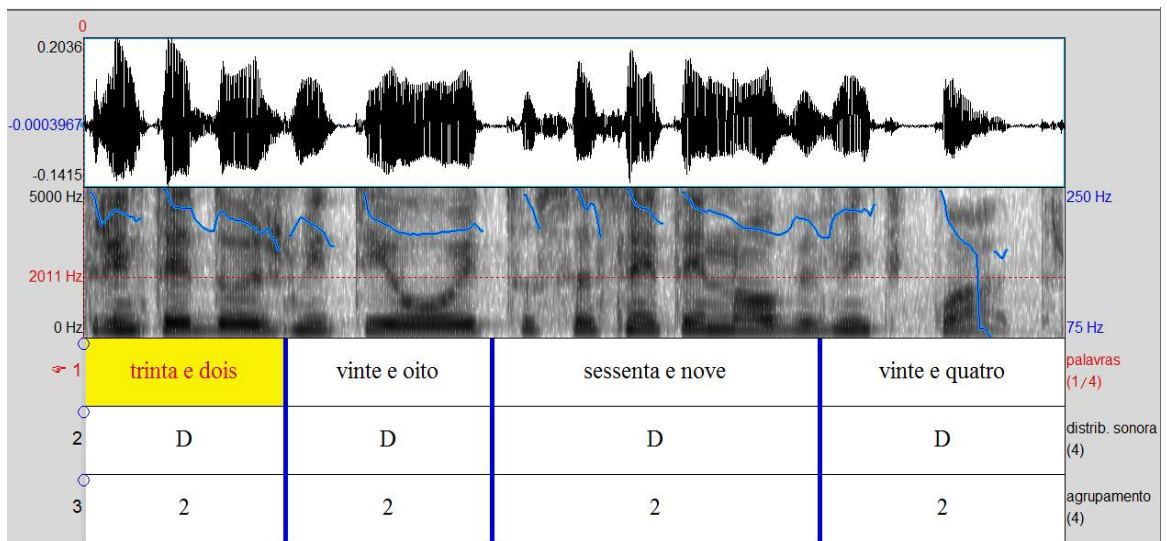 0
0.2036
-0.0003967
-0.1415
5000 Hz
250 Hz
2011 Hz
0 Hz
75 Hz
☞ 1 trinta e dois vinte e oito sessenta e nove vinte e quatro palavras
(1/4)
2 D D D D distrib. sonora
(4)
3 2 2 2 2 agrupamento
(4)